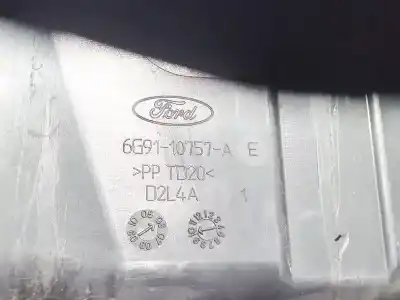 Ford
6G91-10757-A E
>PP TD20<
D2L4A 1